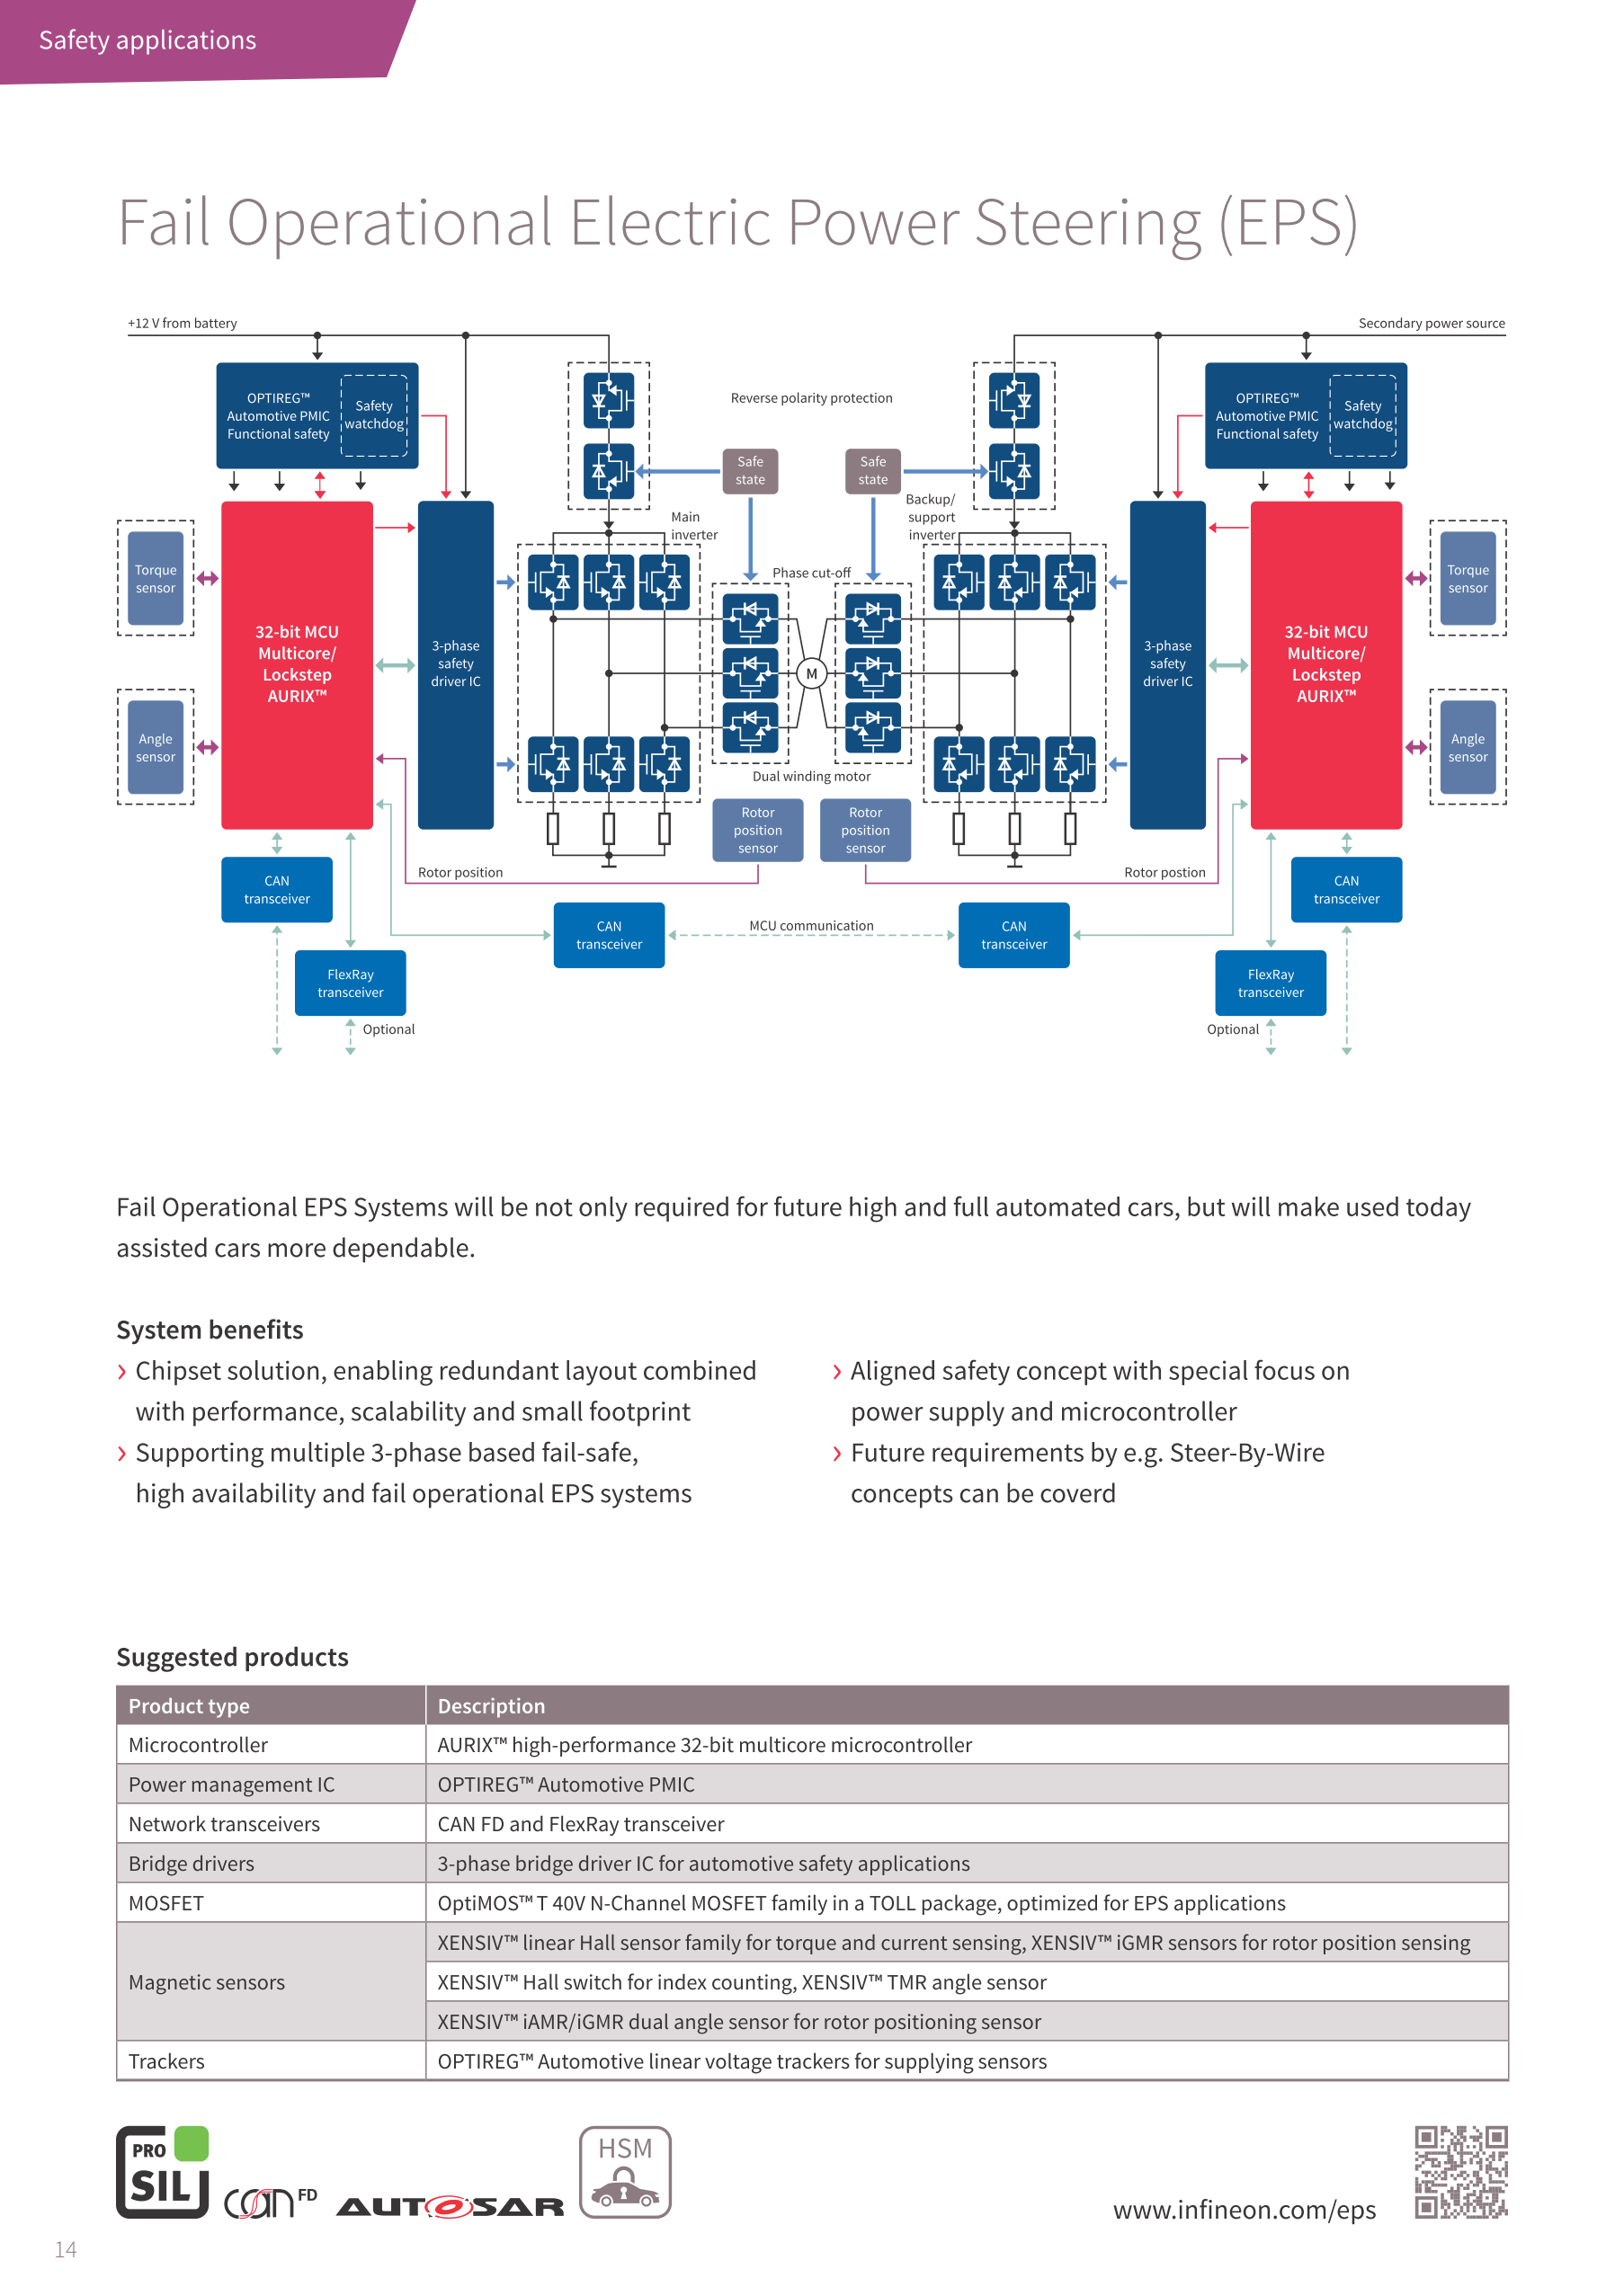 Safety applications
Fail Operational Electric Power Steering (EPS)
+12 V from battery
Secondary power source
OPTIREG™
Automotive PMIC
Functional safety
Safety
watchdog
Reverse polarity protection
OPTIREG™
Automotive PMIC
Functional safety
Safety
watchdog
Safe
state
Safe
state
Main
inverter
Backup/
support
inverter
Phase cut-off
Torque
sensor
32-bit MCU
Multicore/
Lockstep
AURIX™
3-phase
safety
driver IC
M
3-phase
safety
driver IC
32-bit MCU
Multicore/
Lockstep
AURIX™
Torque
sensor
Angle
sensor
Angle
sensor
Dual winding motor
Rotor
position
sensor
Rotor
position
sensor
Rotor position
Rotor postion
CAN
transceiver
CAN
transceiver
CAN
transceiver
MCU communication
CAN
transceiver
FlexRay
transceiver
FlexRay
transceiver
Optional
Optional
Fail Operational EPS Systems will be not only required for future high and full automated cars, but will make used today
assisted cars more dependable.
System benefits
› Chipset solution, enabling redundant layout combined
with performance, scalability and small footprint
› Supporting multiple 3-phase based fail-safe,
high availability and fail operational EPS systems
› Aligned safety concept with special focus on
power supply and microcontroller
› Future requirements by e.g. Steer-By-Wire
concepts can be coverd
Suggested products
Product type Description
Microcontroller AURIX™ high-performance 32-bit multicore microcontroller
Power management IC OPTIREG™ Automotive PMIC
Network transceivers CAN FD and FlexRay transceiver
Bridge drivers 3-phase bridge driver IC for automotive safety applications
MOSFET OptiMOS™ T 40V N-Channel MOSFET family in a TOLL package, optimized for EPS applications
Magnetic sensors
XENSIV™ linear Hall sensor family for torque and current sensing, XENSIV™ iGMR sensors for rotor position sensing
XENSIV™ Hall switch for index counting, XENSIV™ TMR angle sensor
XENSIV™ iAMR/iGMR dual angle sensor for rotor positioning sensor
Trackers OPTIREG™ Automotive linear voltage trackers for supplying sensors
PRO
SIL
CAN FD
AUTOSAR
HSM
www.infineon.com/eps
14